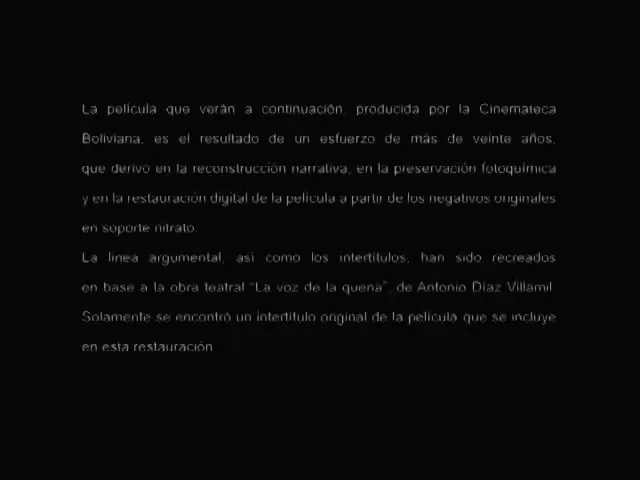 La película que verán a continuación, producida por la Cinemateca
Boliviana, es el resultado de un esfuerzo de más de veinte años,
que derivó en la reconstrucción narrativa, en la preservación fotoquímica
y en la restauración digital de la película a partir de los negativos originales
en soporte nitrato.
La línea argumental, así como los intertítulos, han sido recreados
en base a la obra teatral "La voz de la quena", de Antonio Díaz Villamil.
Solamente se encontró un intertítulo original de la película que se incluye
en esta restauración